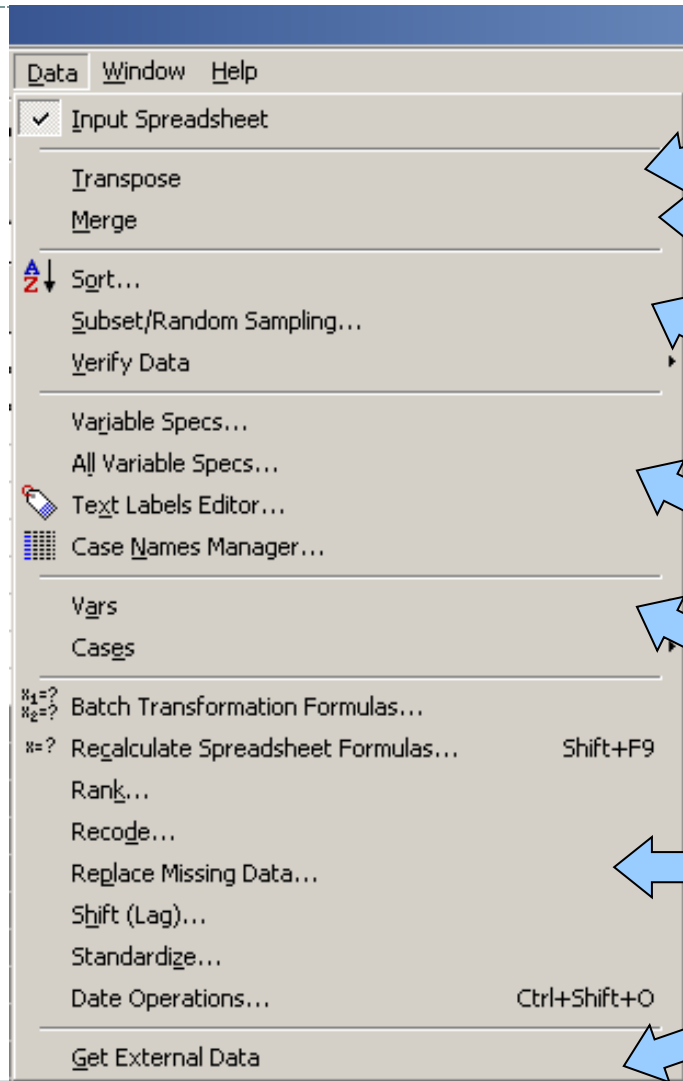 Data Window Help
Input Spreadsheet
Transpose
Merge
A
Z Sort...
Subset/Random Sampling...
Verify Data
Variable Specs...
All Variable Specs...
Text Labels Editor...
Case Names Manager...
Vars
Cases
x1=?
x2=? Batch Transformation Formulas...
x=? Recalculate Spreadsheet Formulas... Shift+F9
Rank...
Recode...
Replace Missing Data...
Shift (Lag)...
Standardize...
Date Operations... Ctrl+Shift+O
Get External Data